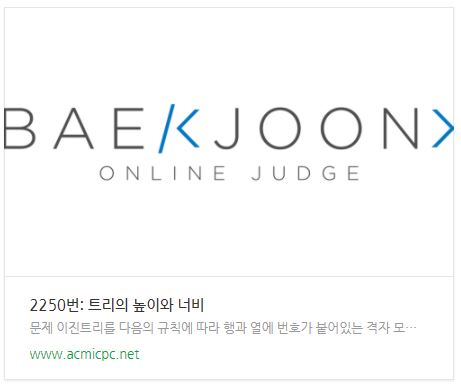 BAEKJOON
ONLINE JUDGE
2250번: 트리의 높이와 너비
문제 이진트리를 다음의 규칙에 따라 행과 열에 번호가 붙어있는 격자 모…
www.acmicpc.net